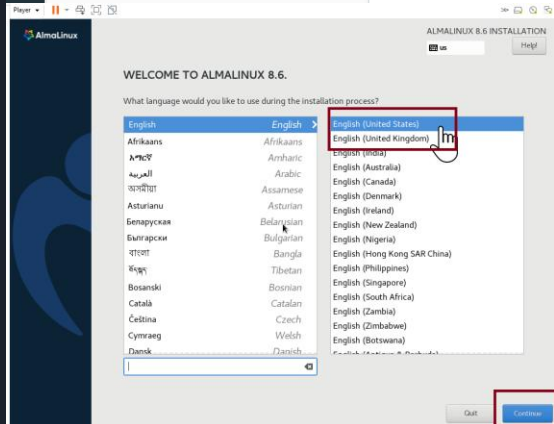 Player
AlmaLinux
ALMALINUX 8.6 INSTALLATION
us
Help!
WELCOME TO ALMALINUX 8.6.
What language would you like to use during the installation process?
English English
Afrikaans Afrikaans
አማርኛ Amharic
العربية Arabic
অসমীয়া Assamese
Asturianu Asturian
Беларуская Belarusian
Български Bulgarian
বাংলা Bangla
Tibetan
Bosanski Bosnian
Català Catalan
Čeština Czech
Cymraeg Welsh
Dansk Danish
English (United States)
English (United Kingdom)
English (India)
English (Australia)
English (Canada)
English (Denmark)
English (Ireland)
English (New Zealand)
English (Nigeria)
English (Hong Kong SAR China)
English (Philippines)
English (Singapore)
English (South Africa)
English (Zambia)
English (Zimbabwe)
English (Botswana)
English (Antigua & Barbuda)
Quit
Continue